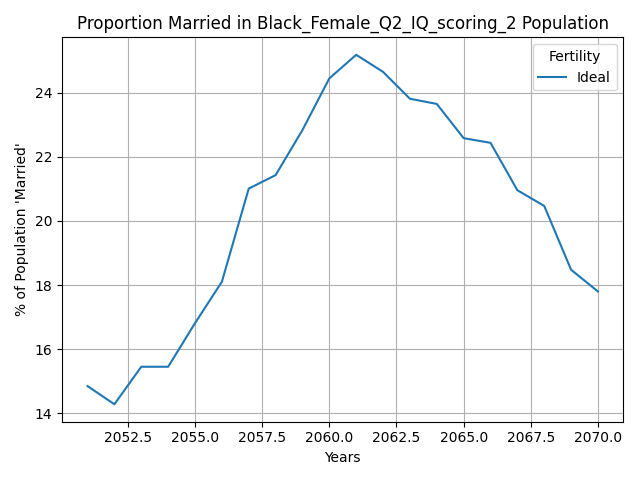 Proportion Married in Black_Female_Q2_IQ_scoring_2 Population
Fertility
Ideal
% of Population 'Married'
24
22
20
18
16
14
2052.5 2055.0 2057.5 2060.0 2062.5 2065.0 2067.5 2070.0
Years